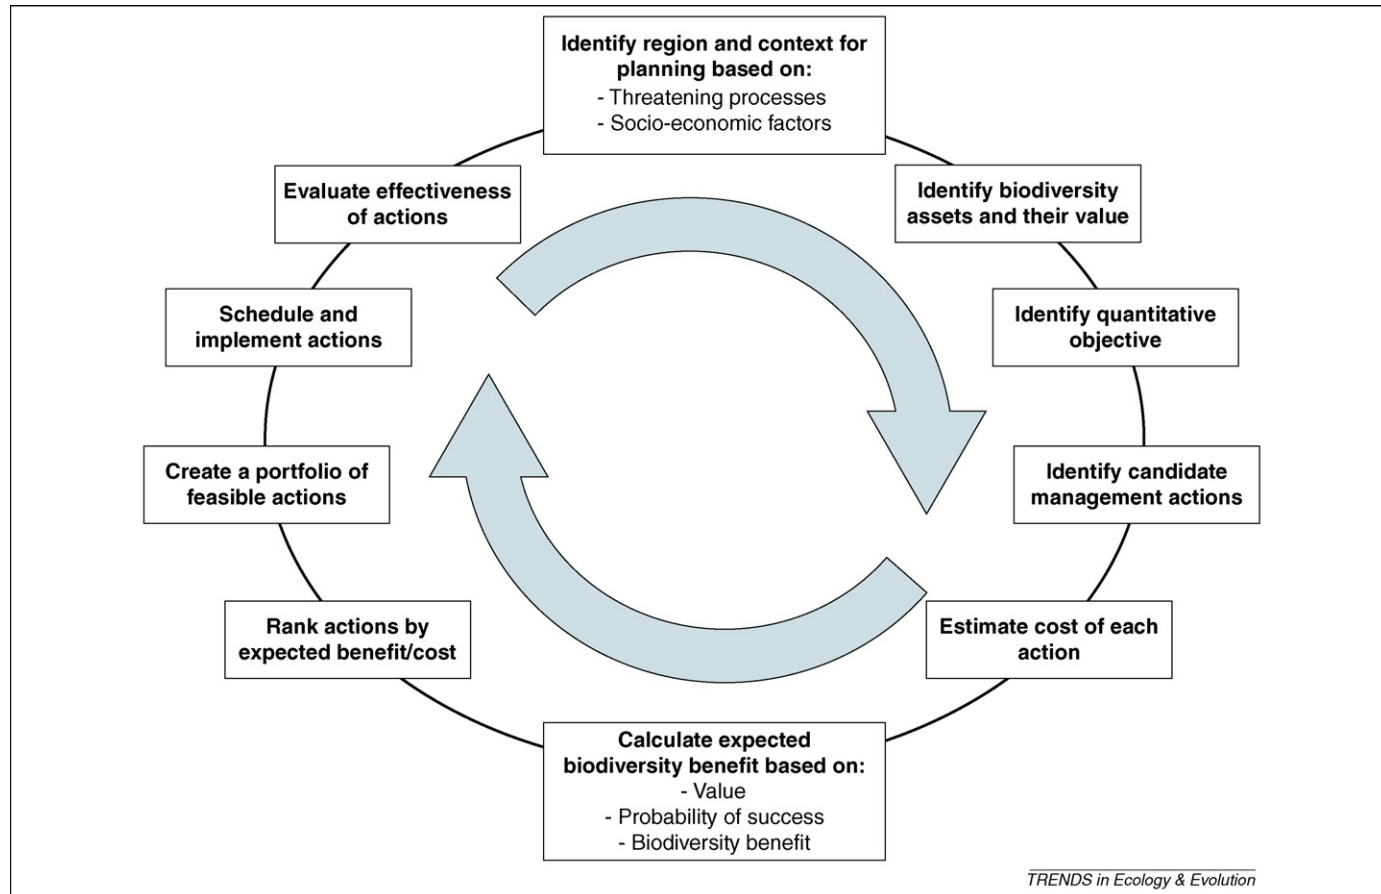 Identify region and context for
planning based on:
- Threatening processes
- Socio-economic factors
Identify biodiversity
assets and their value
Identify quantitative
objective
Identify candidate
management actions
Estimate cost of each
action
Calculate expected
biodiversity benefit based on:
- Value
- Probability of success
- Biodiversity benefit
Rank actions by
expected benefit/cost
Create a portfolio of
feasible actions
Schedule and
implement actions
Evaluate effectiveness
of actions
TRENDS in Ecology & Evolution